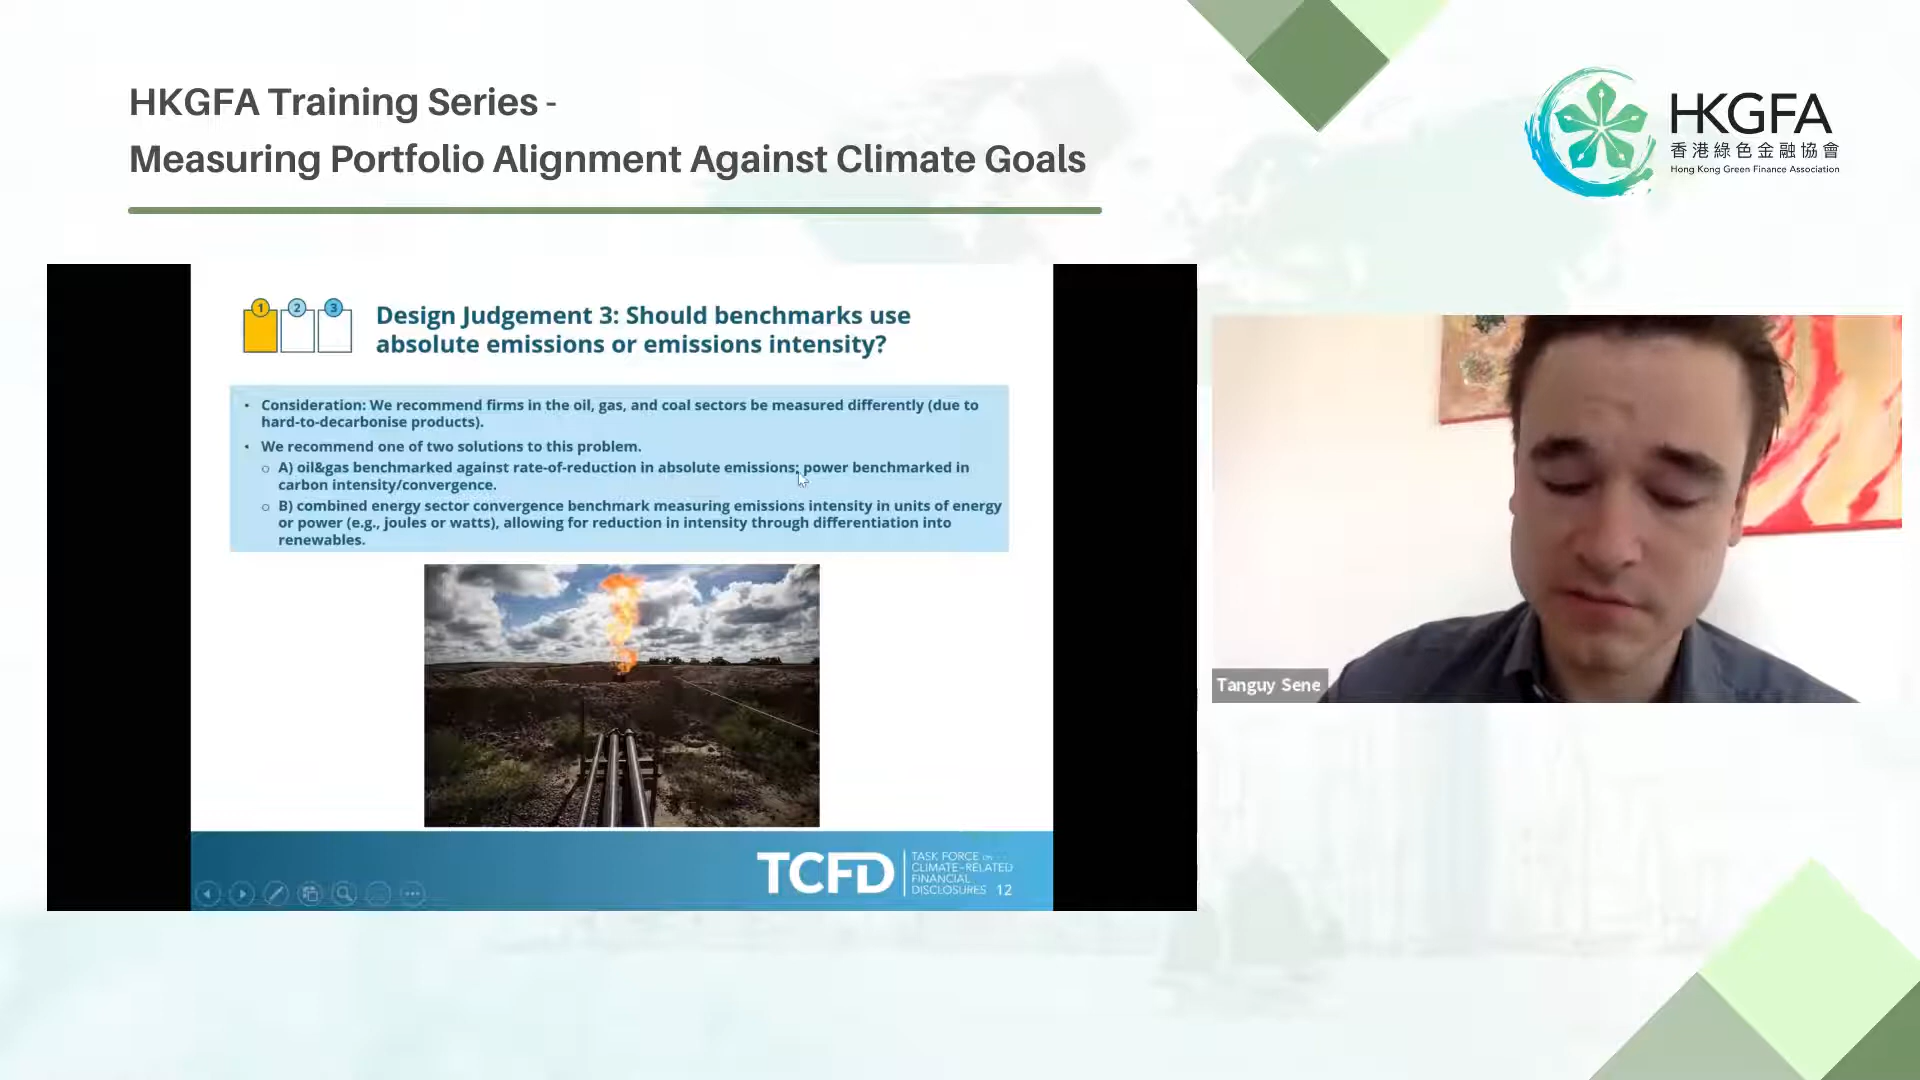 HKGFA Training Series -
Measuring Portfolio Alignment Against Climate Goals
HKGFA
香港綠色金融協會
Hong Kong Green Finance Association
1 2 3
Design Judgement 3: Should benchmarks use
absolute emissions or emissions intensity?
• Consideration: We recommend firms in the oil, gas, and coal sectors be measured differently (due to
hard-to-decarbonise products).
• We recommend one of two solutions to this problem.
o A) oil&gas benchmarked against rate-of-reduction in absolute emissions; power benchmarked in
carbon intensity/convergence.
o B) combined energy sector convergence benchmark measuring emissions intensity in units of energy
or power (e.g., joules or watts), allowing for reduction in intensity through differentiation into
renewables.
TCFD
TASK FORCE on
CLIMATE-RELATED
FINANCIAL
DISCLOSURES 12
Tanguy Sene